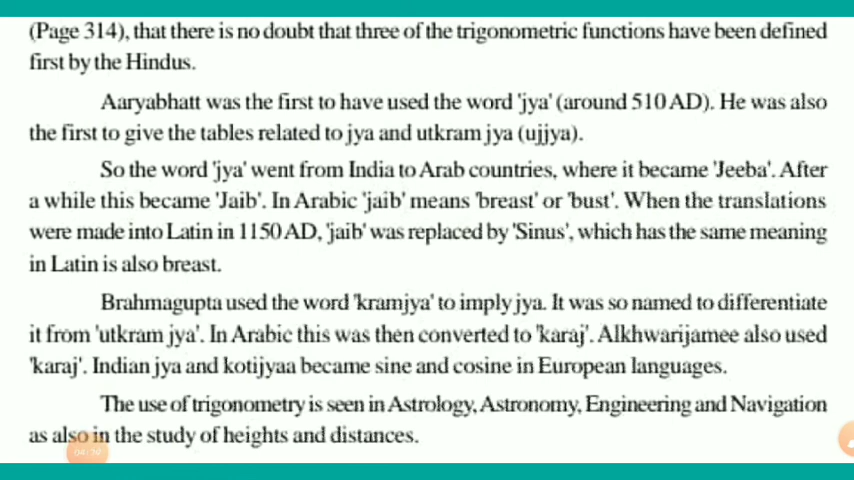 (Page 314), that there is no doubt that three of the trigonometric functions have been defined
first by the Hindus.
Aaryabhatt was the first to have used the word 'jya' (around 510 AD). He was also
the first to give the tables related to jya and utkram jya (ujjya).
So the word 'jya' went from India to Arab countries, where it became 'Jeeba'. After
a while this became 'Jaib'. In Arabic 'jaib' means 'breast' or 'bust'. When the translations
were made into Latin in 1150 AD, 'jaib' was replaced by 'Sinus', which has the same meaning
in Latin is also breast.
Brahmagupta used the word 'kramjya' to imply jya. It was so named to differentiate
it from 'utkram jya'. In Arabic this was then converted to 'karaj'. Alkhwarijamee also used
'karaj'. Indian jya and kotijyaa became sine and cosine in European languages.
The use of trigonometry is seen in Astrology, Astronomy, Engineering and Navigation
as also in the study of heights and distances.